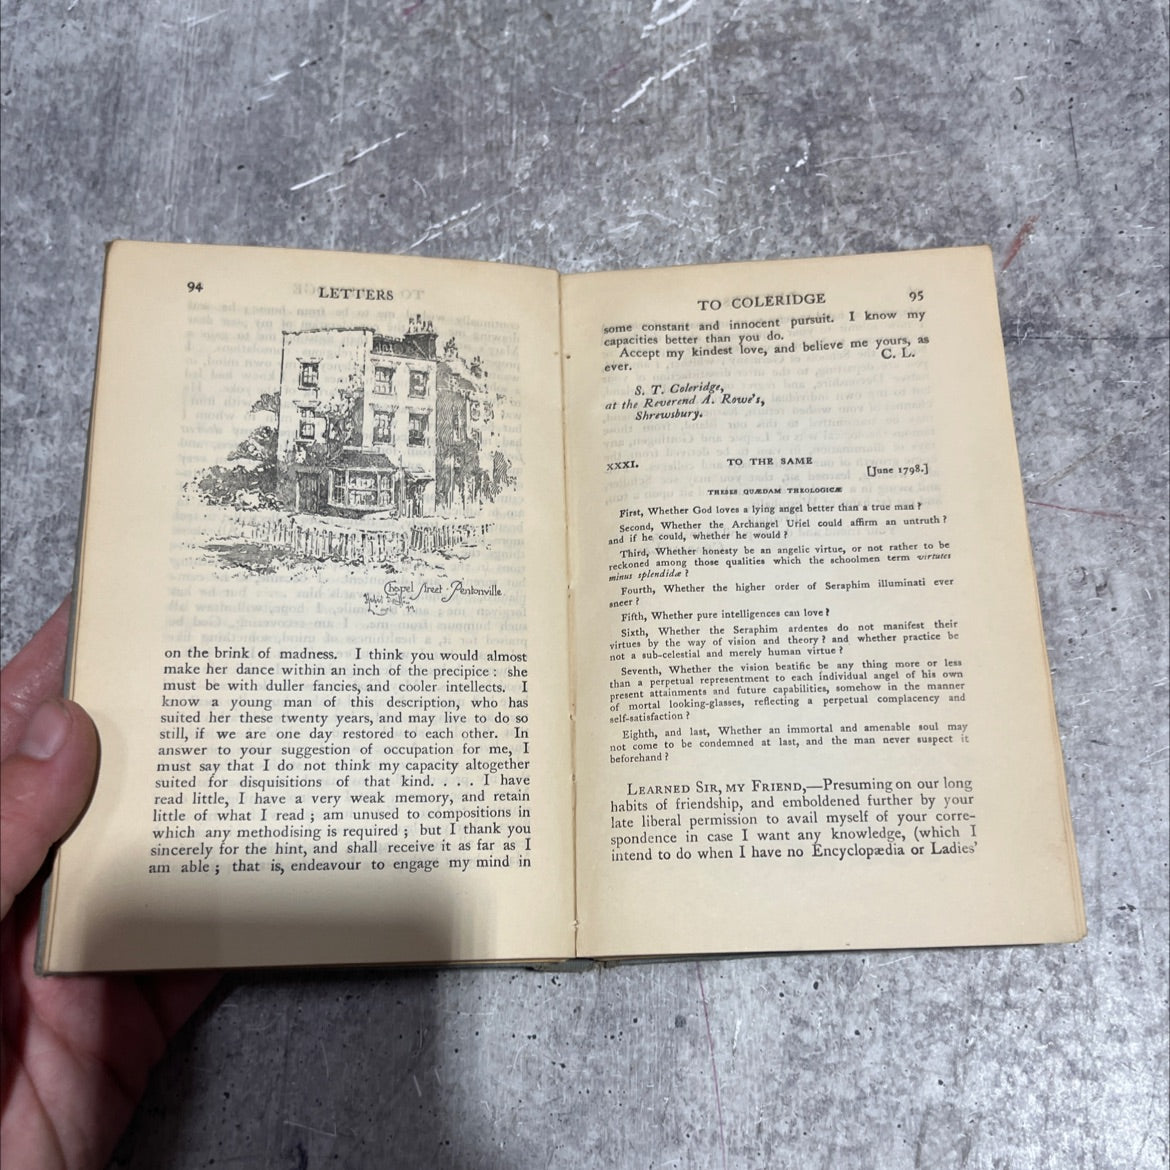 94
LETTERS
Chapel Street - Pentonville
on the brink of madness. I think you would almost
make her dance within an inch of the precipice: she
must be with duller fancies, and cooler intellects. I
know a young man of this description, who has
suited her these twenty years, and may live to do so
still, if we are one day restored to each other. In
answer to your suggestion of occupation for me, I
must say that I do not think my capacity altogether
suited for disquisitions of that kind. . . . I have
read little, I have a very weak memory, and retain
little of what I read; am unused to compositions in
which any methodising is required; but I thank you
sincerely for the hint, and shall receive it as far as I
am able; that is, endeavour to engage my mind in
TO COLERIDGE
95
some constant and innocent pursuit. I know my
capacities better than you do.
Accept my kindest love, and believe me yours, as
ever.
C. L.
S. T. Coleridge,
at the Reverend A. Rowe's,
Shrewsbury.
XXXI.
TO THE SAME
[June 1798.]
THESES QUÆDAM THEOLOGICÆ
First, Whether God loves a lying angel better than a true man?
Second, Whether the Archangel Uriel could affirm an untruth?
and if he could, whether he would?
Third, Whether honesty be an angelic virtue, or not rather to be
reckoned among those qualities which the schoolmen term virtutes
minus splendidæ?
Fourth, Whether the higher order of Seraphim illuminati ever
sneer?
Fifth, Whether pure intelligences can love?
Sixth, Whether the Seraphim ardentes do not manifest their
virtues by the way of vision and theory? and whether practice be
not a sub-celestial and merely human virtue?
Seventh, Whether the vision beatific be any thing more or less
than a perpetual representment to each individual angel of his own
present attainments and future capabilities, somehow in the manner
of mortal looking-glasses, reflecting a perpetual complacency and
self-satisfaction?
Eighth, and last, Whether an immortal and amenable soul may
not come to be condemned at last, and the man never suspect it
beforehand?
LEARNED SIR, MY FRIEND,—Presuming on our long
habits of friendship, and emboldened further by your
late liberal permission to avail myself of your corre-
spondence in case I want any knowledge, (which I
intend to do when I have no Encyclopædia or Ladies'